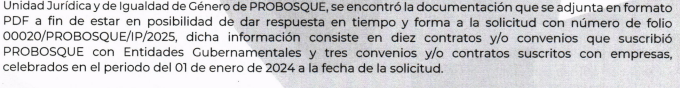 Unidad Jurídica y de Igualdad de Género de PROBOSQUE, se encontró la documentación que se adjunta en formato
PDF a fin de estar en posibilidad de dar respuesta en tiempo y forma a la solicitud con número de folio
00020/PROBOSQUE/IP/2025, dicha información consiste en diez contratos y/o convenios que suscribió
PROBOSQUE con Entidades Gubernamentales y tres convenios y/o contratos suscritos con empresas,
celebrados en el periodo del 01 de enero de 2024 a la fecha de la solicitud.